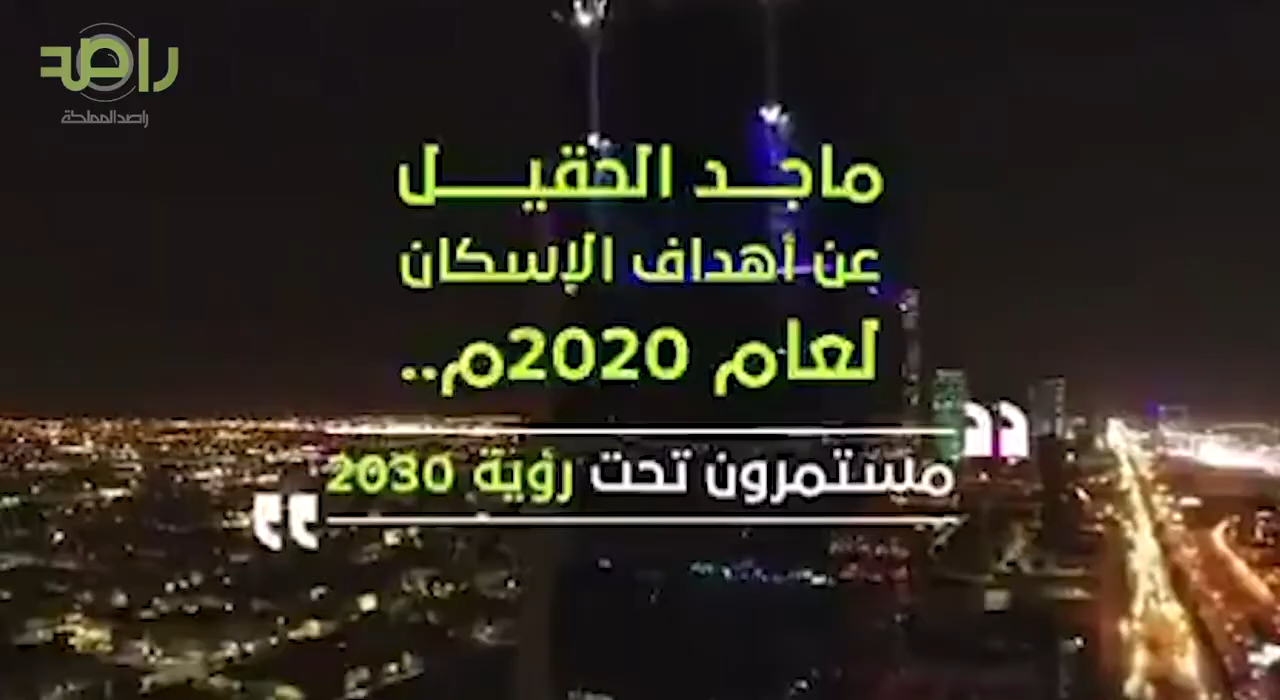 راصد
راصد المملكة
ماجد الحقيل
عن أهداف الإسكان
لعام 2020م..
مستمرون تحت رؤية 2030